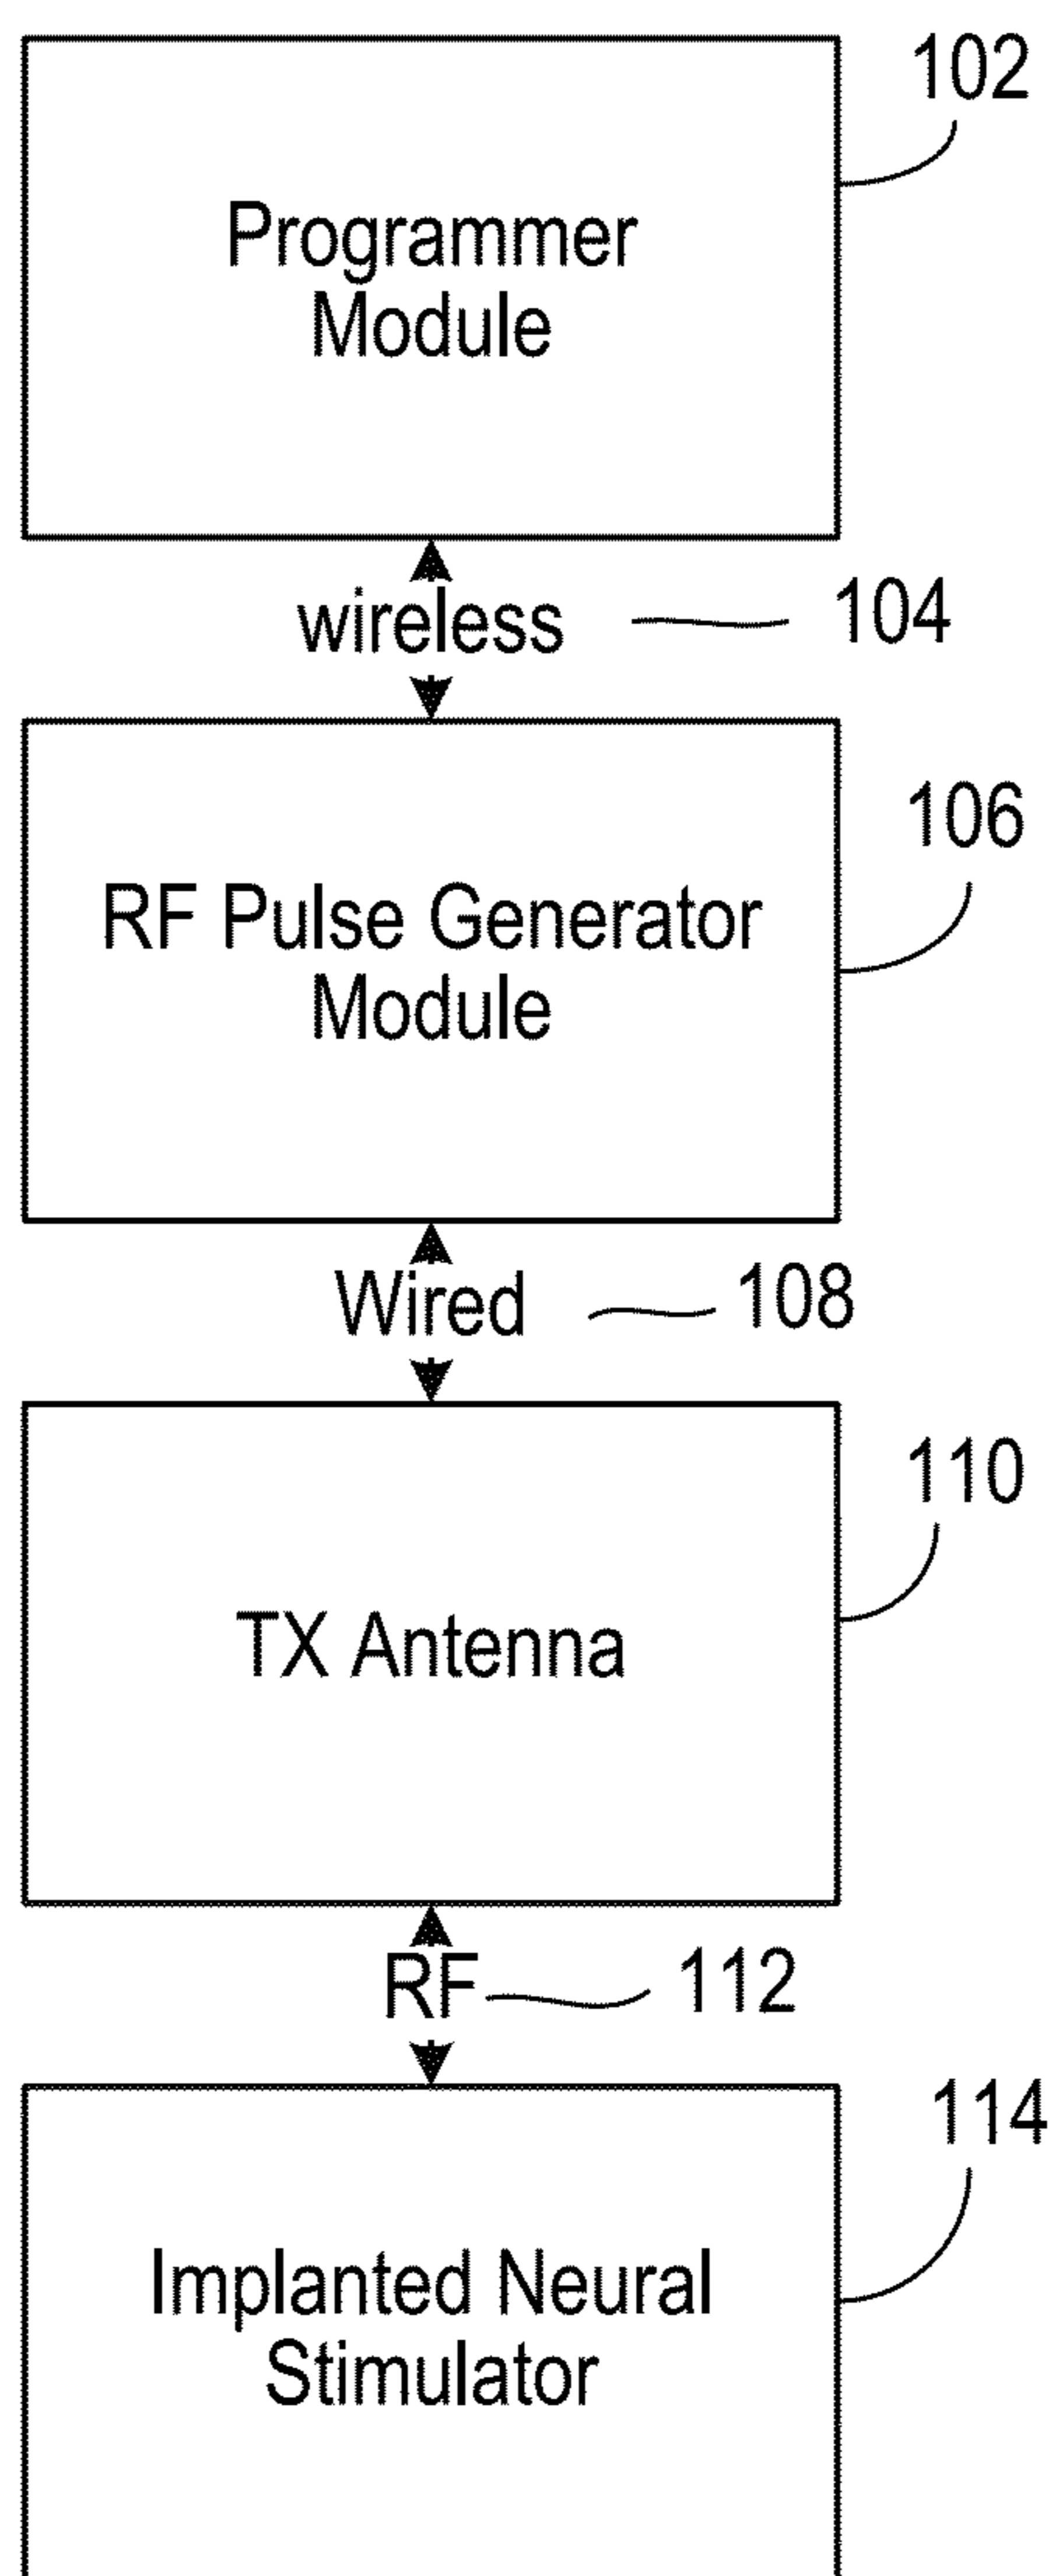 102
Programmer
Module
wireless 104
106
RF Pulse Generator
Module
Wired 108
110
TX Antenna
RF 112
114
Implanted Neural
Stimulator